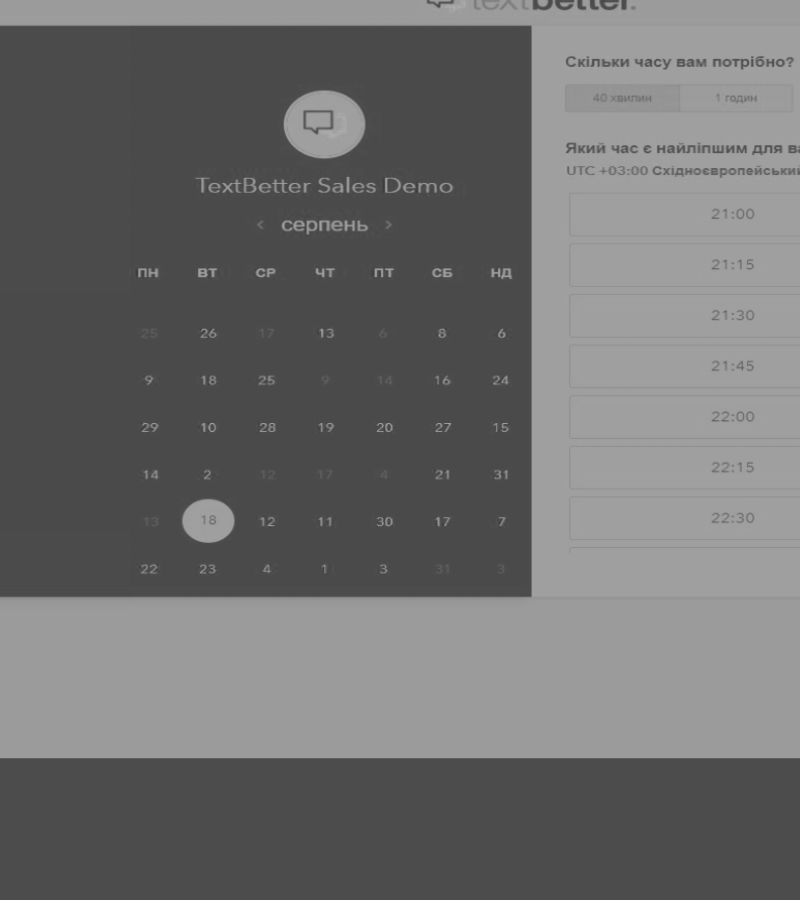 textbetter.
TextBetter Sales Demo
< серпень >
ПН ВТ СР ЧТ ПТ СБ НД
25 26 17 13 6 8 6
9 18 25 9 14 16 24
29 10 28 19 20 27 15
14 2 12 17 4 21 31
13 18 12 11 30 17 7
22 23 4 1 3 31 3
Скільки часу вам потрібно?
40 хвилин 1 годин
Який час є найліпшим для
UTC +03:00 Східноєвропейський
21:00
21:15
21:30
21:45
22:00
22:15
22:30